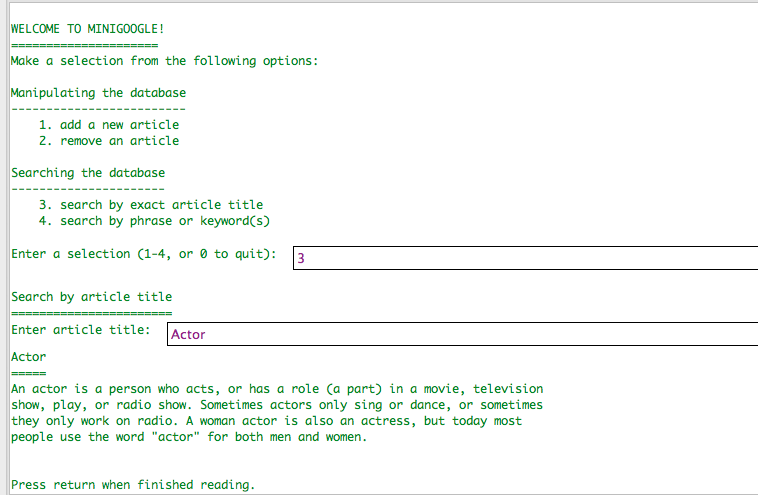 WELCOME TO MINIGOOGLE!
=====================
Make a selection from the following options:
Manipulating the database
-------------------------
1. add a new article
2. remove an article
Searching the database
----------------------
3. search by exact article title
4. search by phrase or keyword(s)
Enter a selection (1-4, or 0 to quit): 3
Search by article title
=======================
Enter article title: Actor
Actor
=====
An actor is a person who acts, or has a role (a part) in a movie, television
show, play, or radio show. Sometimes actors only sing or dance, or sometimes
they only work on radio. A woman actor is also an actress, but today most
people use the word "actor" for both men and women.
Press return when finished reading.